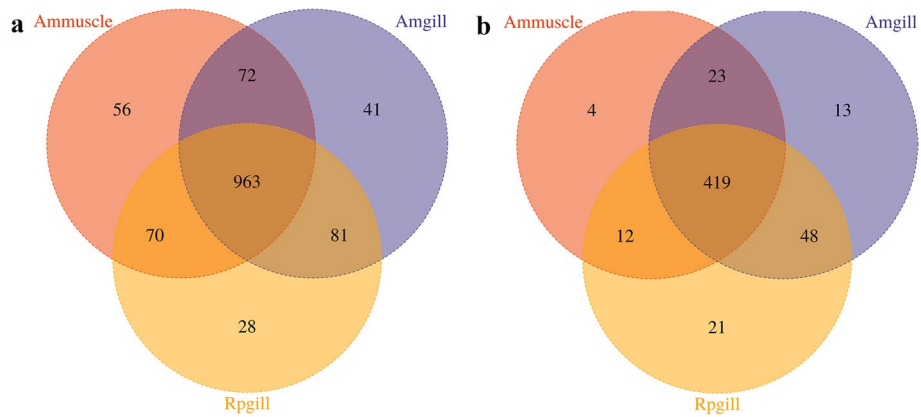 a
Ammuscle
Amgill
72
56
41
963
70
81
28
Rpgill
b
Ammuscle
Amgill
23
4
13
419
12
48
21
Rpgill